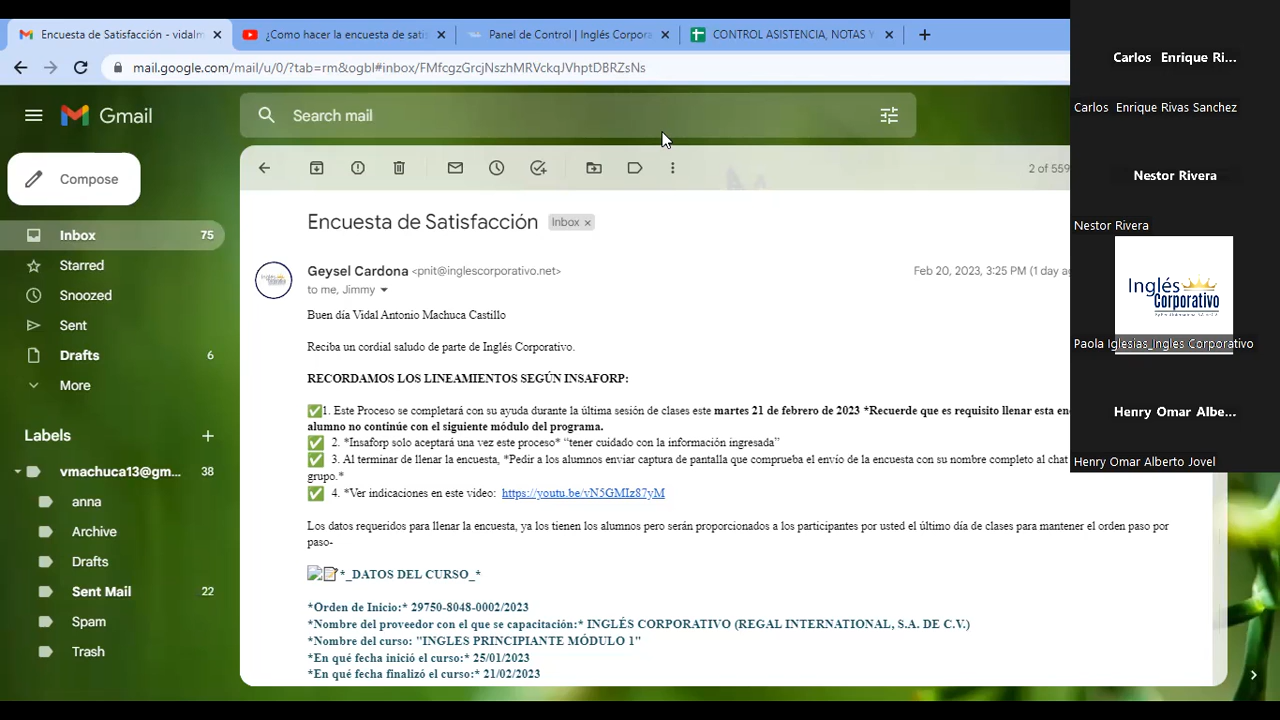 Encuesta de Satisfacción - vidalm
¿Como hacer la encuesta de satis
Panel de Control | Inglés Corpora
CONTROL ASISTENCIA, NOTAS Y
mail.google.com/mail/u/0/?tab=rm&ogbl#inbox/FMfcgzGrcjNszhMRVckqJVhptDBRZsNs
Gmail
Search mail
Compose
2 of 559
Inbox 75
Starred
Snoozed
Sent
Drafts 6
More
Labels
vmachuca13@gm... 38
anna
Archive
Drafts
Sent Mail 22
Spam
Trash
Encuesta de Satisfacción Inbox
Geysel Cardona <pnit@inglescorporativo.net>
Feb 20, 2023, 3:25 PM (1 day ag
to me, Jimmy
Buen día Vidal Antonio Machuca Castillo
Reciba un cordial saludo de parte de Inglés Corporativo.
RECORDAMOS LOS LINEAMIENTOS SEGÚN INSAFORP:
✅1. Este Proceso se completará con su ayuda durante la última sesión de clases este martes 21 de febrero de 2023 *Recuerde que es requisito llenar esta en
alumno no continúe con el siguiente módulo del programa.
✅ 2. *Insaforp solo aceptará una vez este proceso* “tener cuidado con la información ingresada”
✅ 3. Al terminar de llenar la encuesta, *Pedir a los alumnos enviar captura de pantalla que comprueba el envío de la encuesta con su nombre completo al chat
grupo.*
✅ 4. *Ver indicaciones en este video: https://youtu.be/vN5GMIz87yM
Los datos requeridos para llenar la encuesta, ya los tienen los alumnos pero serán proporcionados a los participantes por usted el último día de clases para mantener el orden paso por
paso-
📝*_DATOS DEL CURSO_*
*Orden de Inicio:* 29750-8048-0002/2023
*Nombre del proveedor con el que se capacitación:* INGLÉS CORPORATIVO (REGAL INTERNATIONAL, S.A. DE C.V.)
*Nombre del curso: "INGLES PRINCIPIANTE MÓDULO 1"
*En qué fecha inició el curso:* 25/01/2023
*En qué fecha finalizó el curso:* 21/02/2023
Carlos Enrique Ri...
Carlos Enrique Rivas Sanchez
Nestor Rivera
Nestor Rivera
Inglés
Corporativo
Paola Iglesias_Ingles Corporativo
Henry Omar Albe...
Henry Omar Alberto Jovel